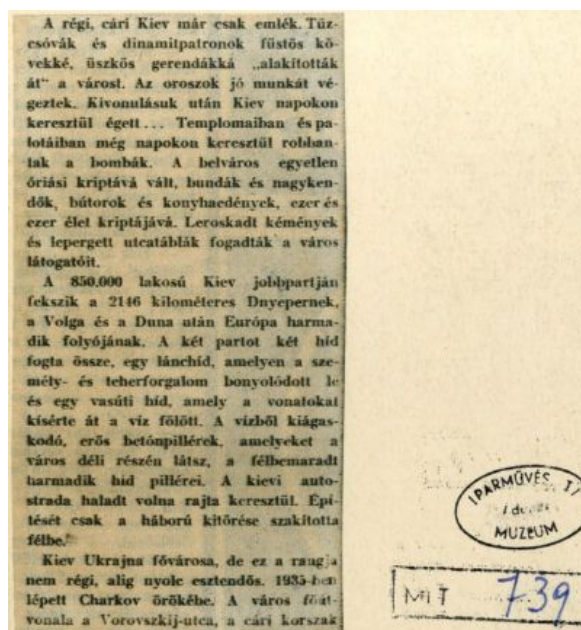 A régi, cári Kiev már csak emlék. Tűz-
csóvák és dinamitpatronok füstös kö-
vekké, üszkös gerendákká „alakították
át“ a várost. Az oroszok jó munkát vé-
geztek. Kivonulásuk után Kiev napokon
keresztül égett... Templomaiban és pa-
lotáiban még napokon keresztül robban-
tak a bombák. A belváros egyetlen
óriási kriptává vált, bundák és nagyken-
dők, bútorok és konyhaedények, ezer és
ezer élet kriptájává. Leroskadt kémények
és lepergett utcatáblák fogadták a város
látogatóit.
A 850.000 lakosú Kiev jobbpartján
fekszik a 2146 kilométeres Dnyepernek,
a Volga és a Duna után Európa harma-
dik folyójának. A két partot két híd
fogta össze, egy lánchíd, amelyen a sze-
mély- és teherforgalom bonyolódott le
és egy vasúti híd, amely a vonatokat
kísérte át a víz fölött. A vízből kiágas-
kodó, erős betónpillérek, amelyeket a
város déli részén látsz, a félbemaradt
harmadik híd pillérei. A kievi auto-
strada haladt volna rajta keresztül. Épí-
tését csak a háború kitörése szakította
félbe.
Kiev Ukrajna fővárosa, de ez a rangja
nem régi, alig nyolc esztendős. 1935-ben
lépett Charkov örökébe. A város főút-
vonala a Vorovszkij-utca, a cári korszak
IPARMŰVÉSZTI
MUZEUM
MLT 739